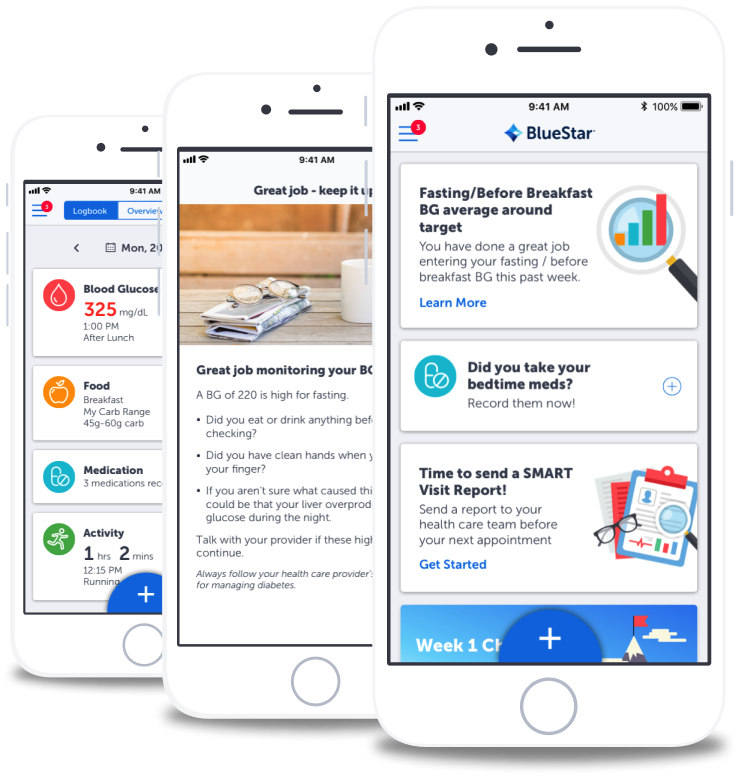 9:41 AM
3
Logbook
Overview
Mon, 20
Blood Glucose
325 mg/dL
1:00 PM
After Lunch
Food
Breakfast
My Carb Range
45g-60g carb
Medication
3 medications rec
Activity
1 hrs 2 mins
12:15 PM
Running
+
9:41 AM
Great job - keep it up
Great job monitoring your BG
A BG of 220 is high for fasting.
• Did you eat or drink anything bef
checking?
• Did you have clean hands when y
your finger?
• If you aren't sure what caused thi
could be that your liver overprod
glucose during the night.
Talk with your provider if these high
continue.
Always follow your health care provider's
for managing diabetes.
9:41 AM
100%
3
BlueStar
Fasting/Before Breakfast
BG average around
target
You have done a great job
entering your fasting / before
breakfast BG this past week.
Learn More
Did you take your
bedtime meds?
Record them now!
Time to send a SMART
Visit Report!
Send a report to your
health care team before
your next appointment
Get Started
Week 1 Ch
+